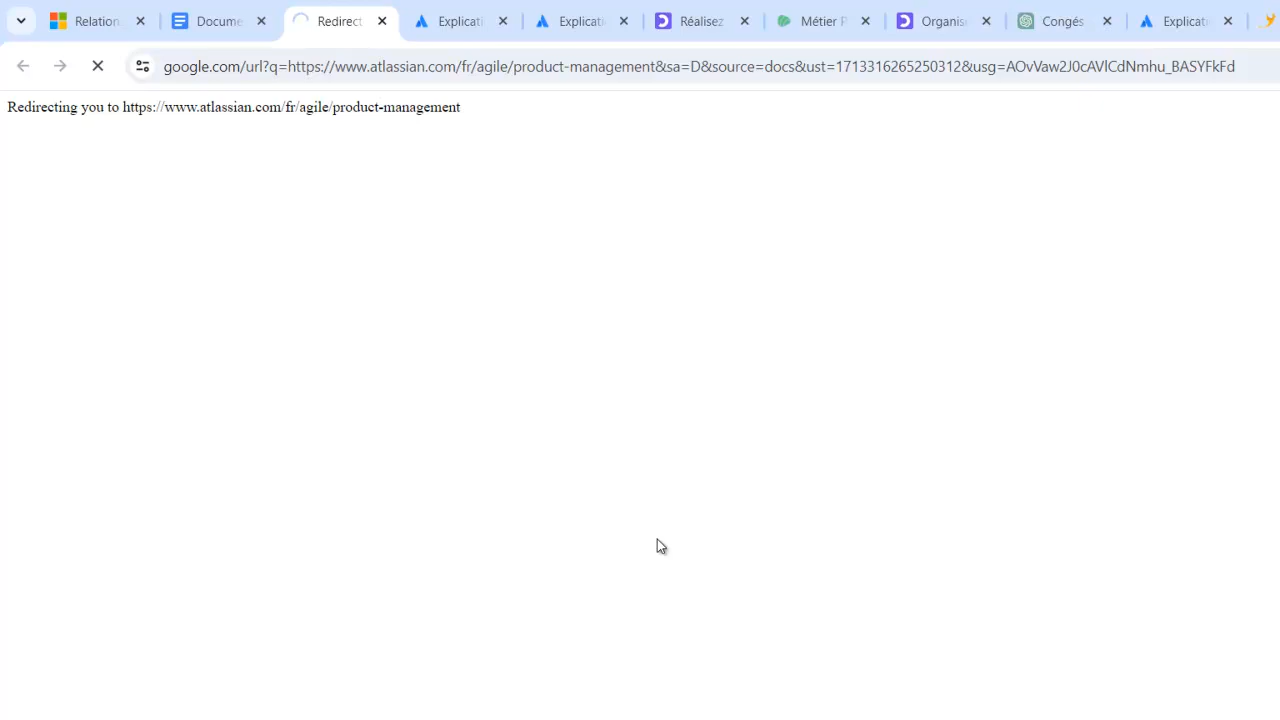 Relation
Docume
Redirect
Explicati
Explicati
Réalisez
Métier P
Organis
Congés
Explicati
google.com/url?q=https://www.atlassian.com/fr/agile/product-management&sa=D&source=docs&ust=1713316265250312&usg=AOvVaw2J0cAVlCdNmhu_BASYFkFd
Redirecting you to https://www.atlassian.com/fr/agile/product-management